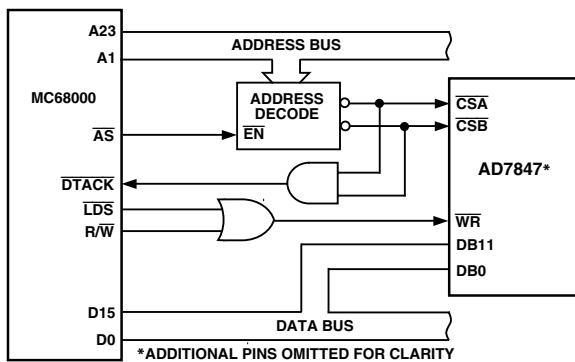 A23
ADDRESS BUS
A1
MC68000
ADDRESS
DECODE
EN
AS
CSA
CSB
AD7847*
DTACK
LDS
R/W
WR
DB11
DB0
D15
DATA BUS
D0
*ADDITIONAL PINS OMITTED FOR CLARITY